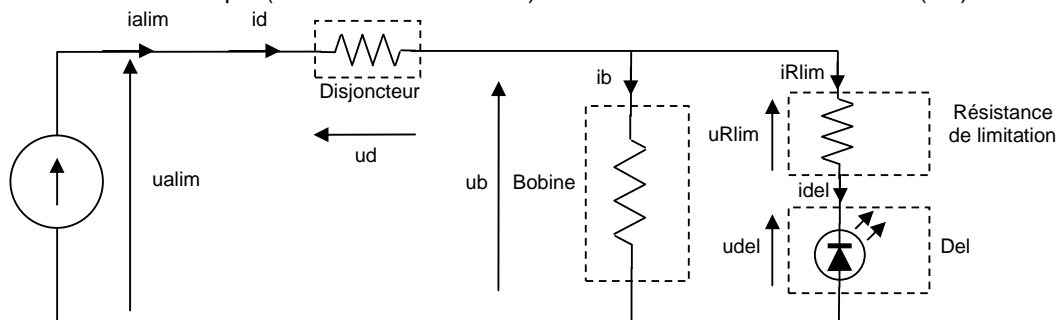 ialim
id
Disjoncteur
ud
ualim
ub
Bobine
ib
iRlim
uRlim
Résistance
de limitation
idel
udel
Del